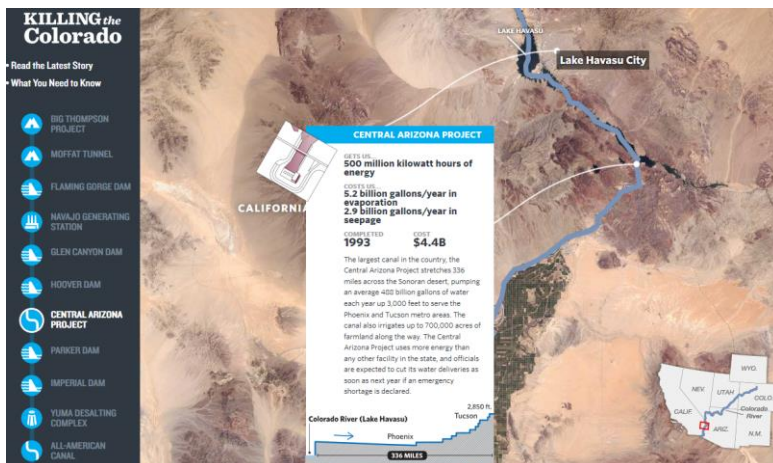 KILLING the
Colorado
• Read the Latest Story
• What You Need to Know
BIG THOMPSON
PROJECT
MOFFAT TUNNEL
FLAMING GORGE DAM
NAVAJO GENERATING
STATION
GLEN CANYON DAM
HOOVER DAM
CENTRAL ARIZONA
PROJECT
PARKER DAM
IMPERIAL DAM
YUMA DESALTING
COMPLEX
ALL-AMERICAN
CANAL
LAKE HAVASU
Lake Havasu City
CALIFORNIA
CENTRAL ARIZONA PROJECT
GETS US...
500 million kilowatt hours of
energy
COSTS US...
5.2 billion gallons/year in
evaporation
2.9 billion gallons/year in
seepage
COMPLETED COST
1993 $4.4B
The largest canal in the country, the
Central Arizona Project stretches 336
miles across the Sonoran desert, pumping
an average 488 billion gallons of water
each year up 3,000 feet to serve the
Phoenix and Tucson metro areas. The
canal also irrigates up to 700,000 acres of
farmland along the way. The Central
Arizona Project uses more energy than
any other facility in the state, and officials
are expected to cut its water deliveries as
soon as next year if an emergency
shortage is declared.
2,850 ft.
Colorado River (Lake Havasu) Tucson
Phoenix
336 MILES
WYO.
NEV. UTAH COLO.
Colorado
River
CALIF.
ARIZ. N.M.